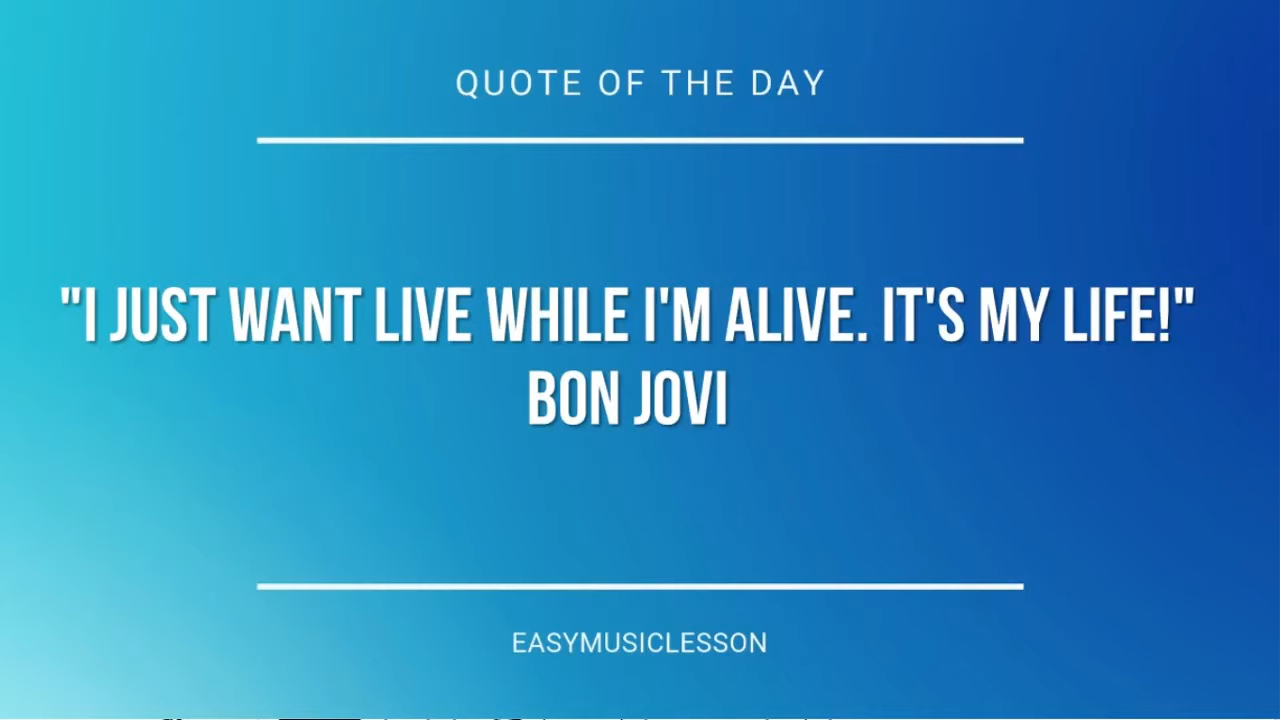 QUOTE OF THE DAY
"I JUST WANT LIVE WHILE I'M ALIVE. IT'S MY LIFE!"
BON JOVI
EASYMUSICLESSON